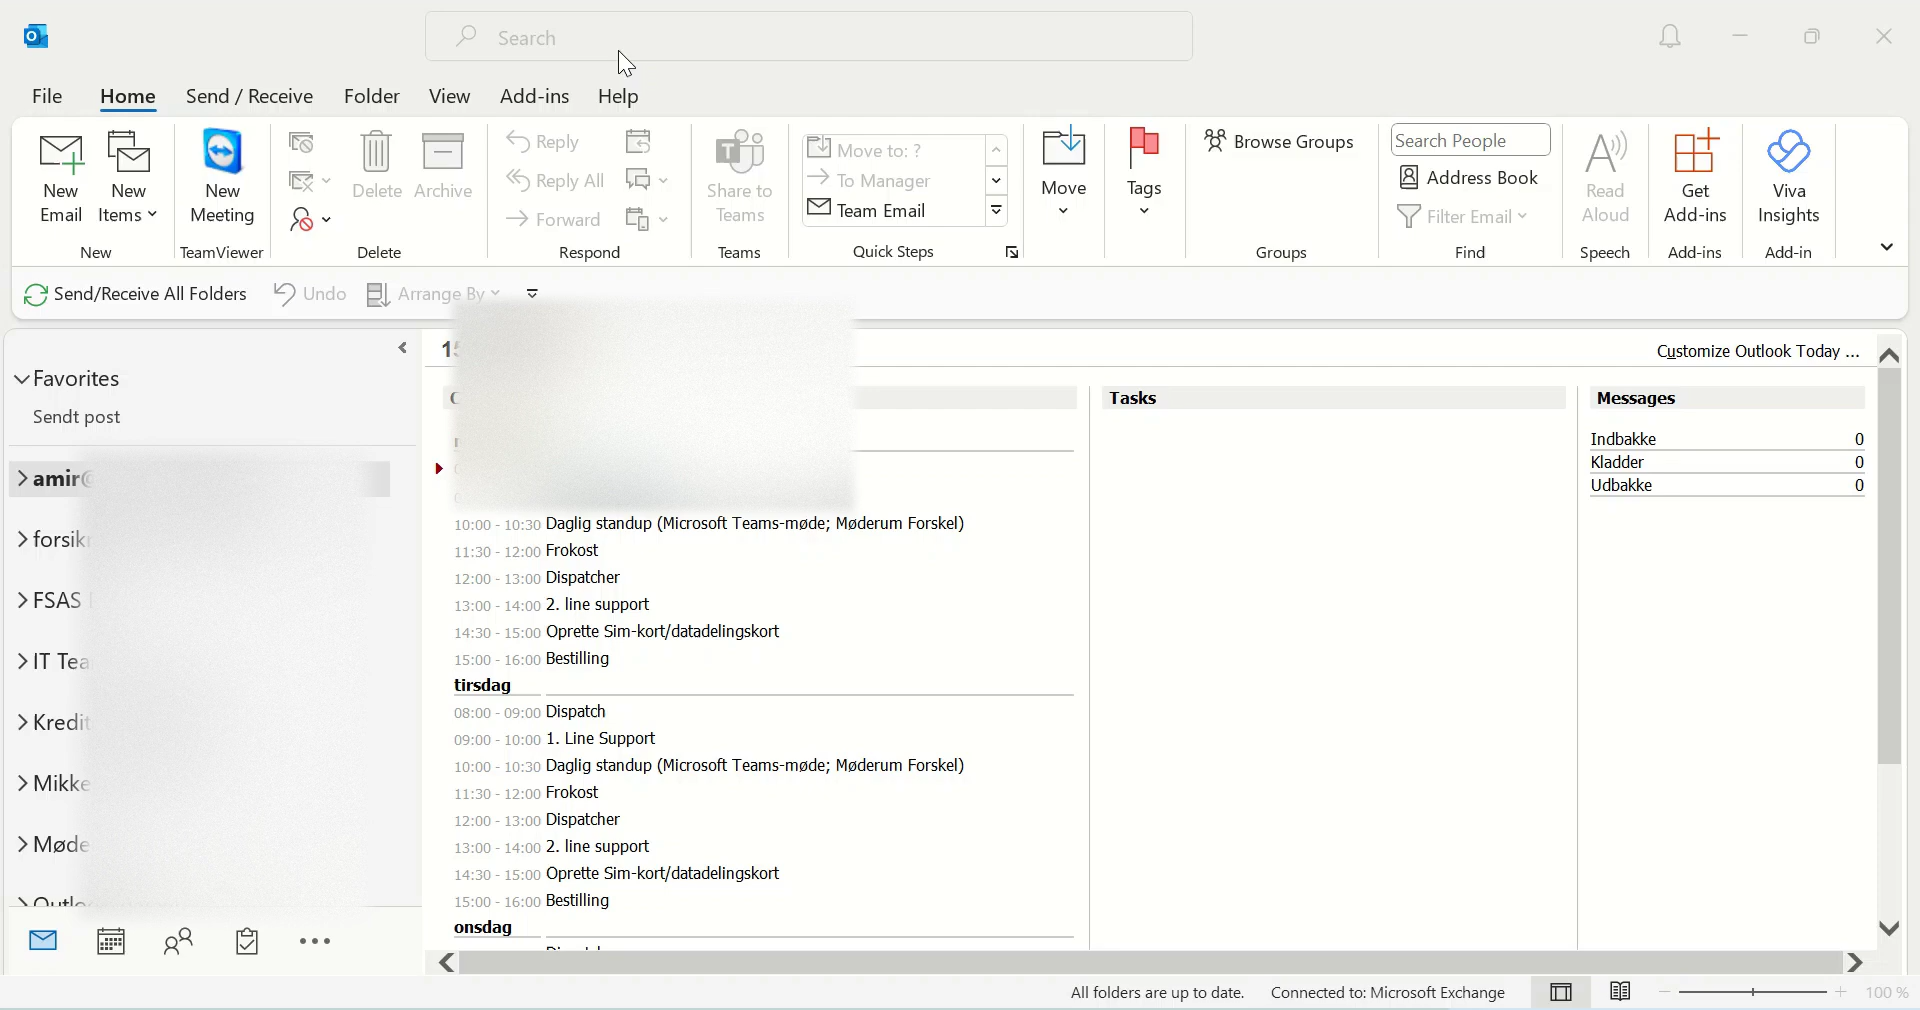 Search
File Home Send / Receive Folder View Add-ins Help
New Email
New Items
New Meeting
Delete
Archive
Reply
Reply All
Forward
Share to Teams
Move to: ?
To Manager
Team Email
Move
Tags
Browse Groups
Search People
Address Book
Filter Email
Read Aloud
Get Add-ins
Viva Insights
New TeamViewer Delete Respond Teams Quick Steps Groups Find Speech Add-ins Add-in
Send/Receive All Folders Undo Arrange By
Favorites
Sendt post
amir@
FSAS
IT
Customize Outlook Today ...
Tasks
Messages
Indbakke 0
Kladder 0
Udbakke 0
10:00 - 10:30 Daglig standup (Microsoft Teams-møde; Møderum Forskel)
11:30 - 12:00 Frokost
12:00 - 13:00 Dispatcher
13:00 - 14:00 2. line support
14:30 - 15:00 Oprette Sim-kort/datadelingskort
15:00 - 16:00 Bestilling
tirsdag
08:00 - 09:00 Dispatch
09:00 - 10:00 1. Line Support
10:00 - 10:30 Daglig standup (Microsoft Teams-møde; Møderum Forskel)
11:30 - 12:00 Frokost
12:00 - 13:00 Dispatcher
13:00 - 14:00 2. line support
14:30 - 15:00 Oprette Sim-kort/datadelingskort
15:00 - 16:00 Bestilling
onsdag
All folders are up to date. Connected to: Microsoft Exchange 100 %